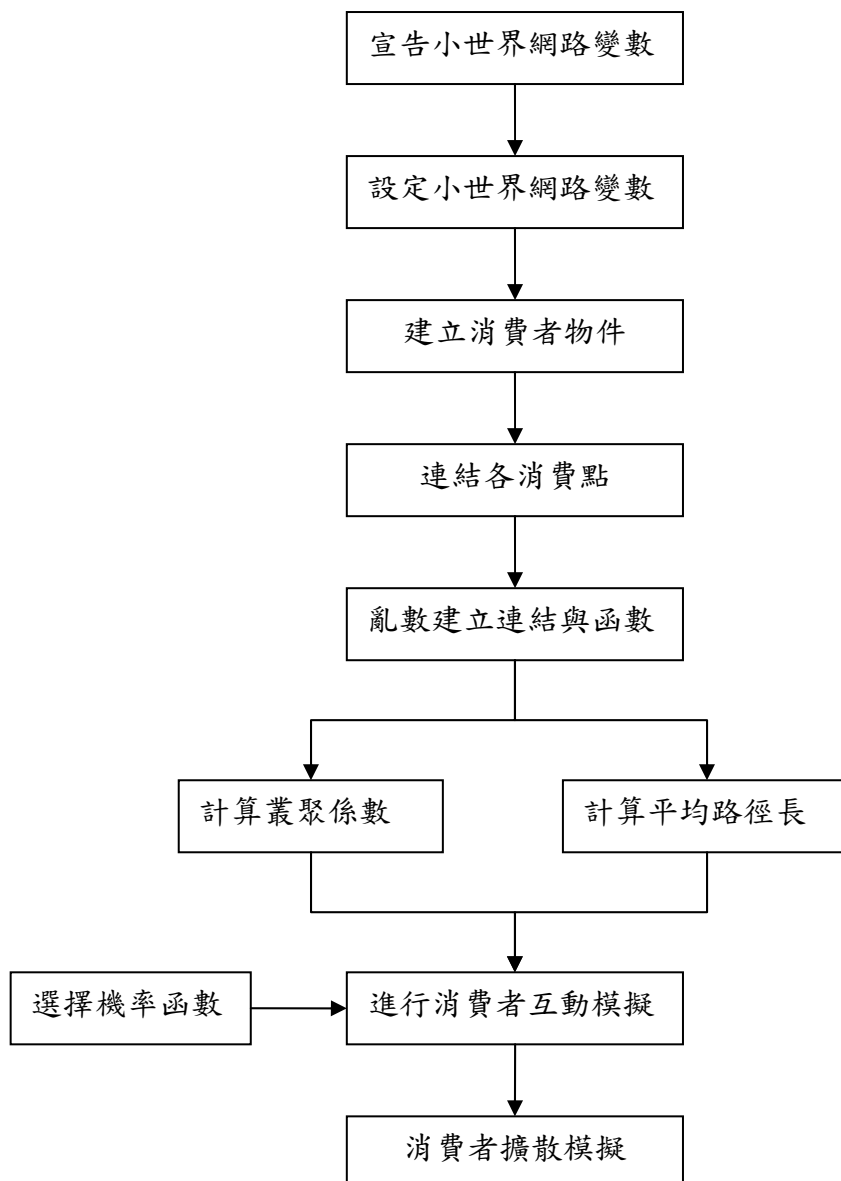 宣告小世界網路變數
設定小世界網路變數
建立消費者物件
連結各消費點
亂數建立連結與函數
計算叢聚係數
計算平均路徑長
選擇機率函數
進行消費者互動模擬
消費者擴散模擬